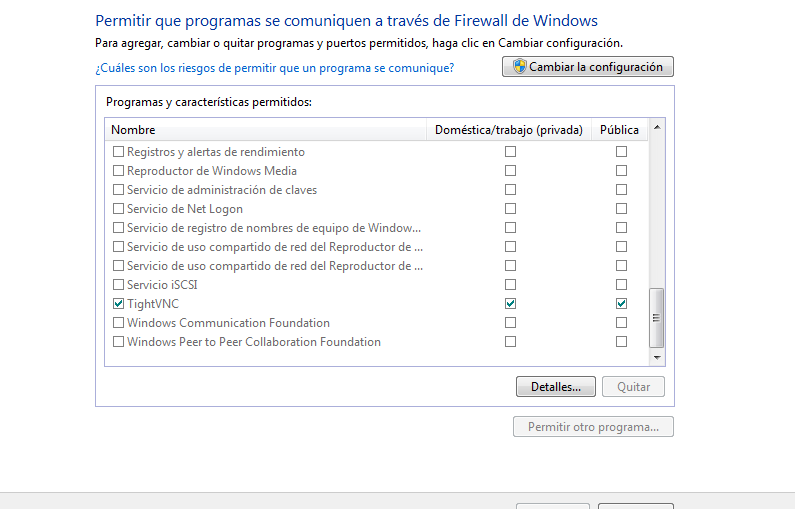 Permitir que programas se comuniquen a través de Firewall de Windows
Para agregar, cambiar o quitar programas y puertos permitidos, haga clic en Cambiar configuración.
¿Cuáles son los riesgos de permitir que un programa se comunique?
Cambiar la configuración
Programas y características permitidos:
Nombre Doméstica/trabajo (privada) Pública
Registros y alertas de rendimiento
Reproductor de Windows Media
Servicio de administración de claves
Servicio de Net Logon
Servicio de registro de nombres de equipo de Window...
Servicio de uso compartido de red del Reproductor de ...
Servicio de uso compartido de red del Reproductor de ...
Servicio iSCSI
TightVNC
Windows Communication Foundation
Windows Peer to Peer Collaboration Foundation
Detalles... Quitar
Permitir otro programa...